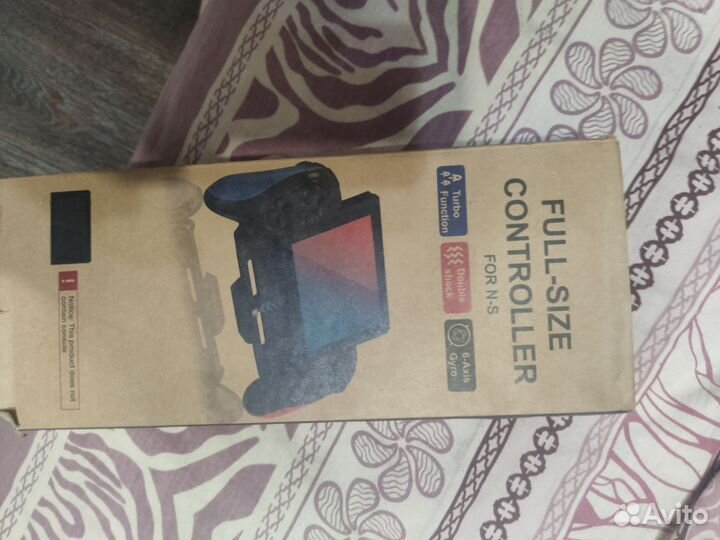 FULL-SIZE
CONTROLLER
FOR N-S
Turbo
Function
Double
shock
6-Axis
Gyro
! Notice: This product does not
contain console
Avito